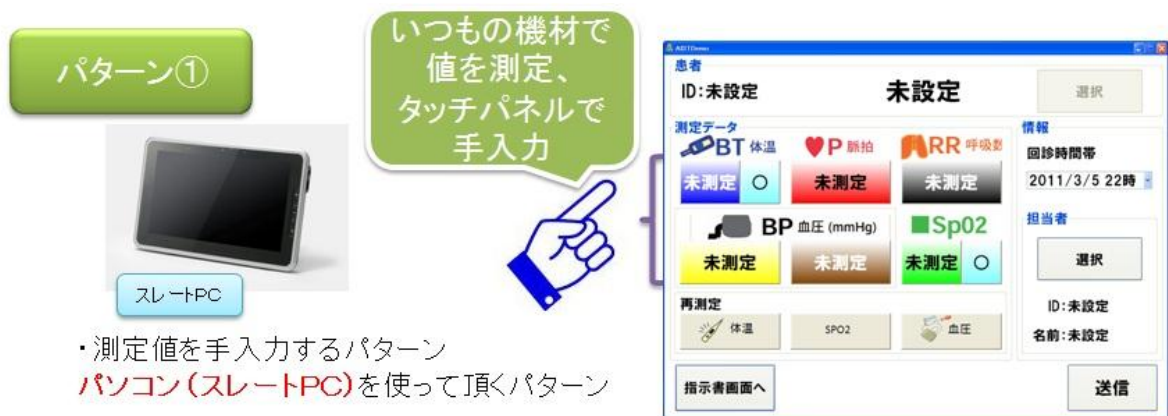 パターン①
いつもの機材で
値を測定、
タッチパネルで
手入力
スレートPC
・測定値を手入力するパターン
パソコン(スレートPC)を使って頂くパターン
患者
ID:未設定
未設定
選択
測定データ
BT 体温
P 脈拍
RR 呼吸数
未測定 ○
未測定
未測定
BP 血圧 (mmHg)
SpO2
未測定
未測定
未測定 ○
再測定
体温
SPO2
血圧
指示書画面へ
情報
回診時間帯
2011/3/5 22時
担当者
選択
ID:未設定
名前:未設定
送信